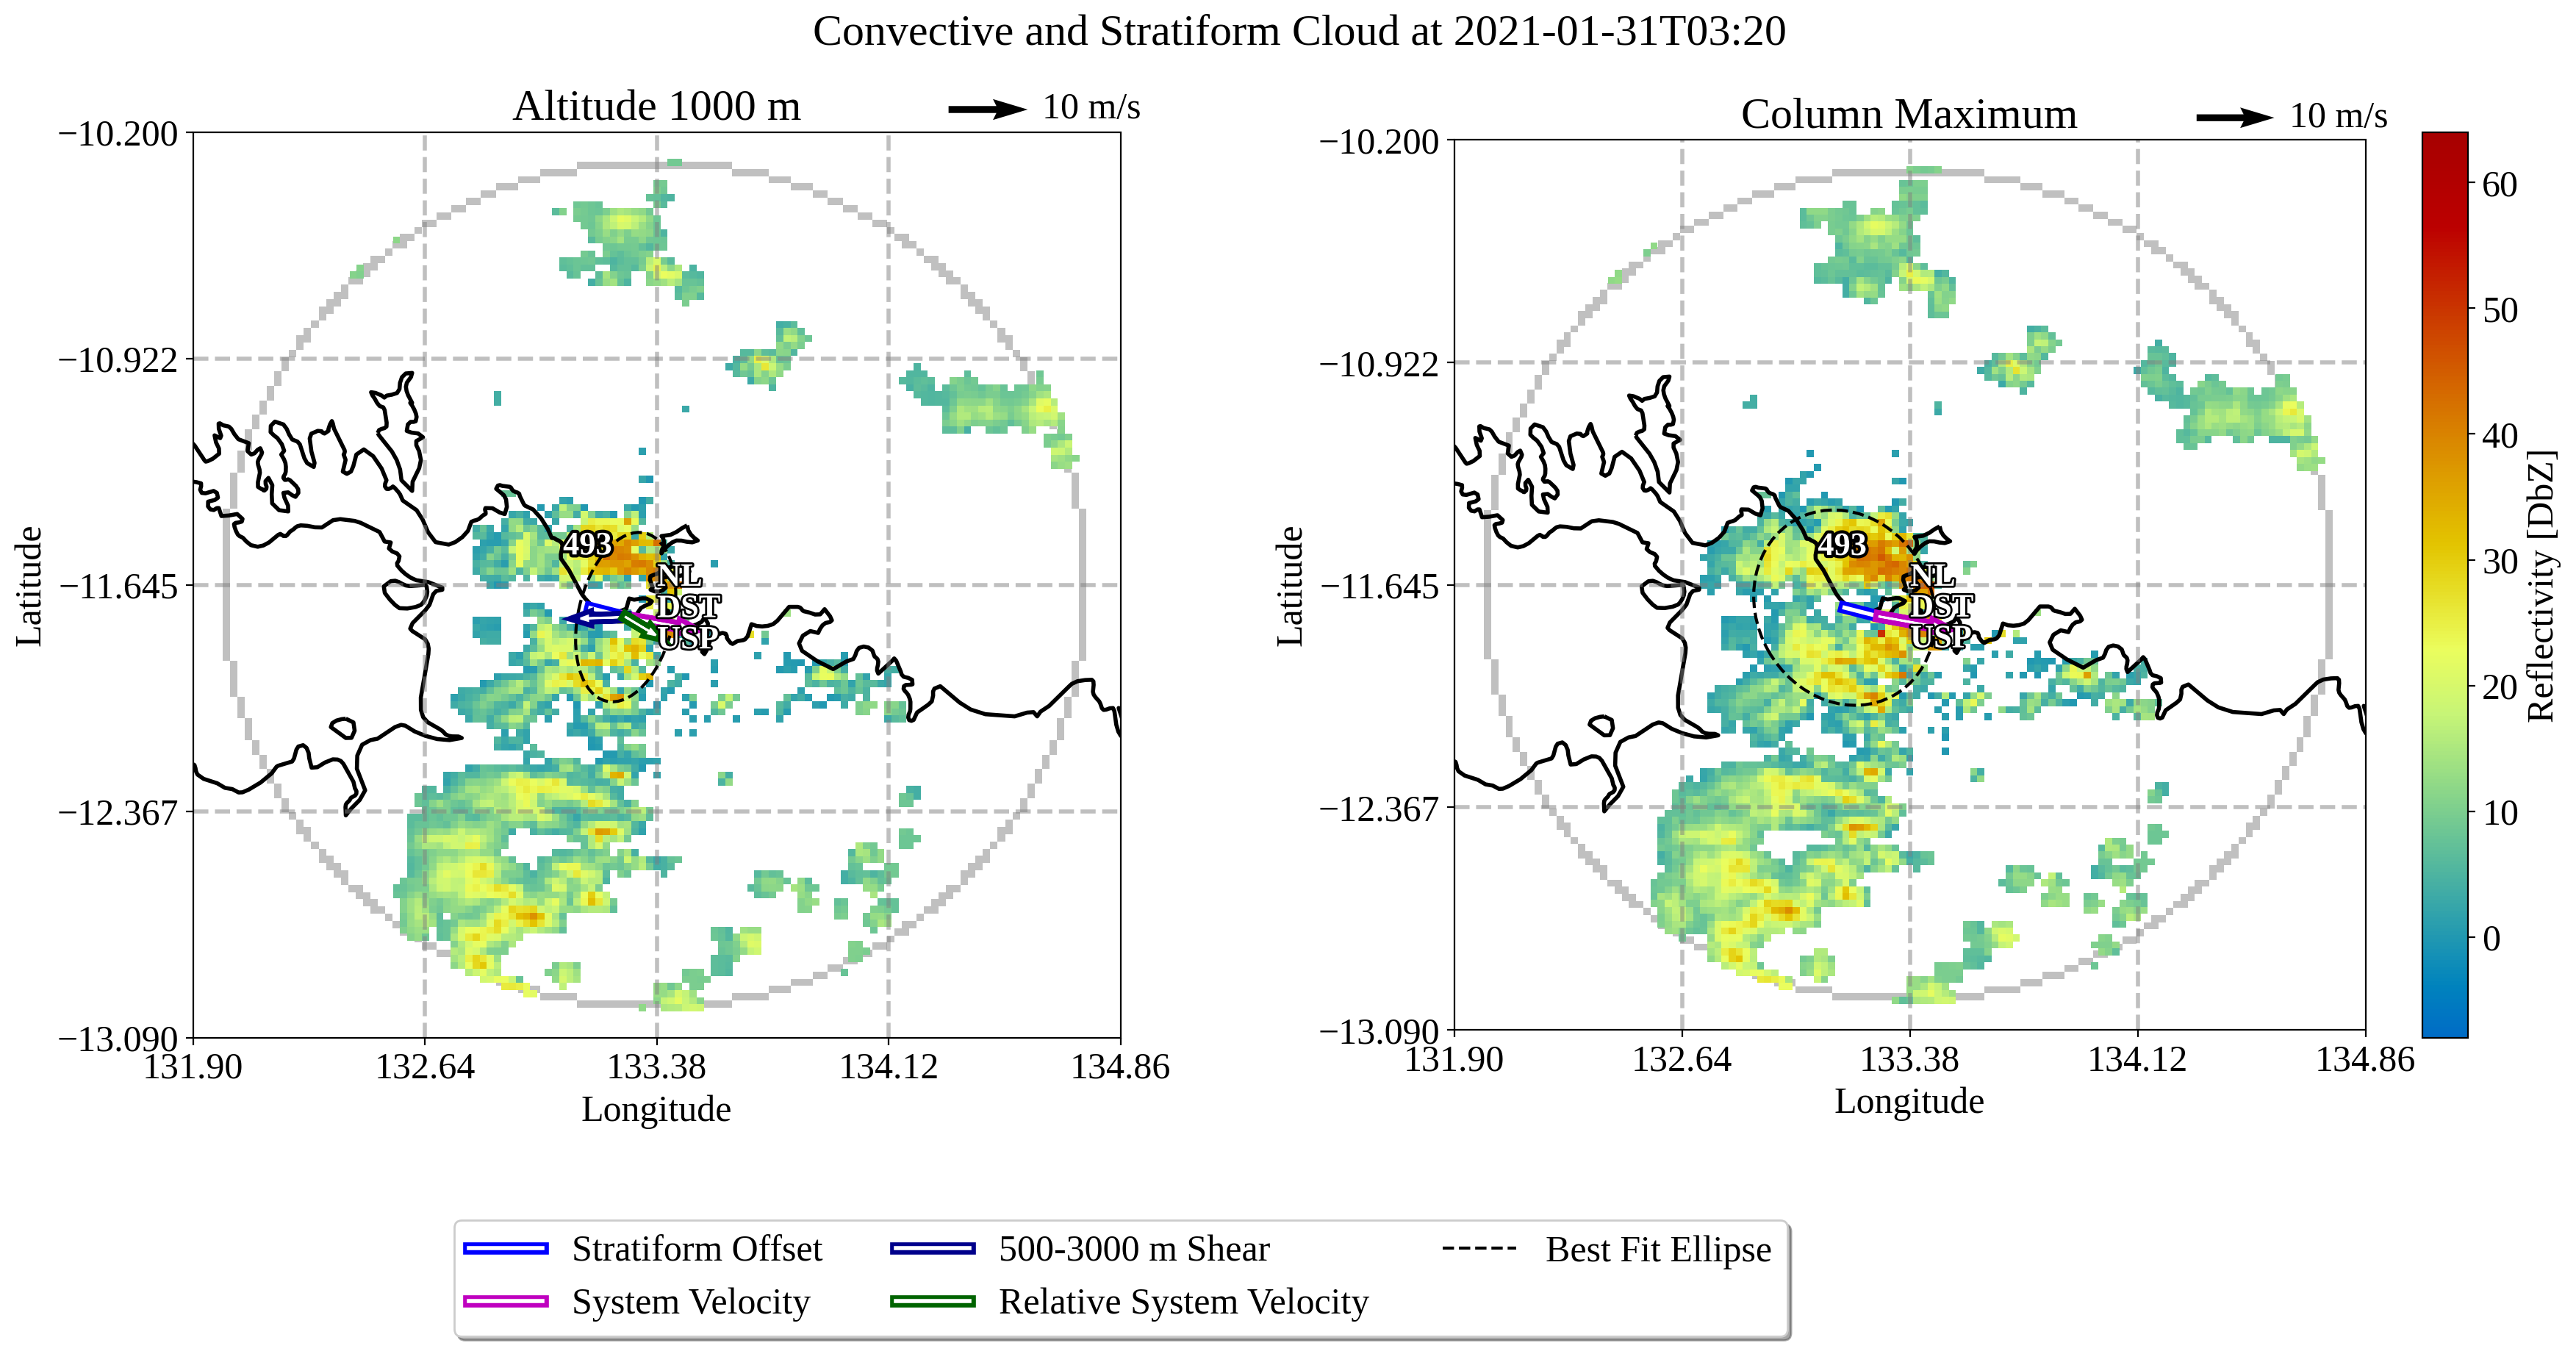 Convective and Stratiform Cloud at 2021-01-31T03:20
Altitude 1000 m
10 m/s
−10.200
−10.922
−11.645
−12.367
−13.090
Latitude
131.90
132.64
133.38
134.12
134.86
Longitude
493
NL
DST
USP
Column Maximum
10 m/s
−10.200
−10.922
−11.645
−12.367
−13.090
Latitude
131.90
132.64
133.38
134.12
134.86
Longitude
493
NL
DST
USP
60
50
40
30
20
10
0
Reflectivity [DbZ]
Stratiform Offset
System Velocity
500-3000 m Shear
Relative System Velocity
Best Fit Ellipse